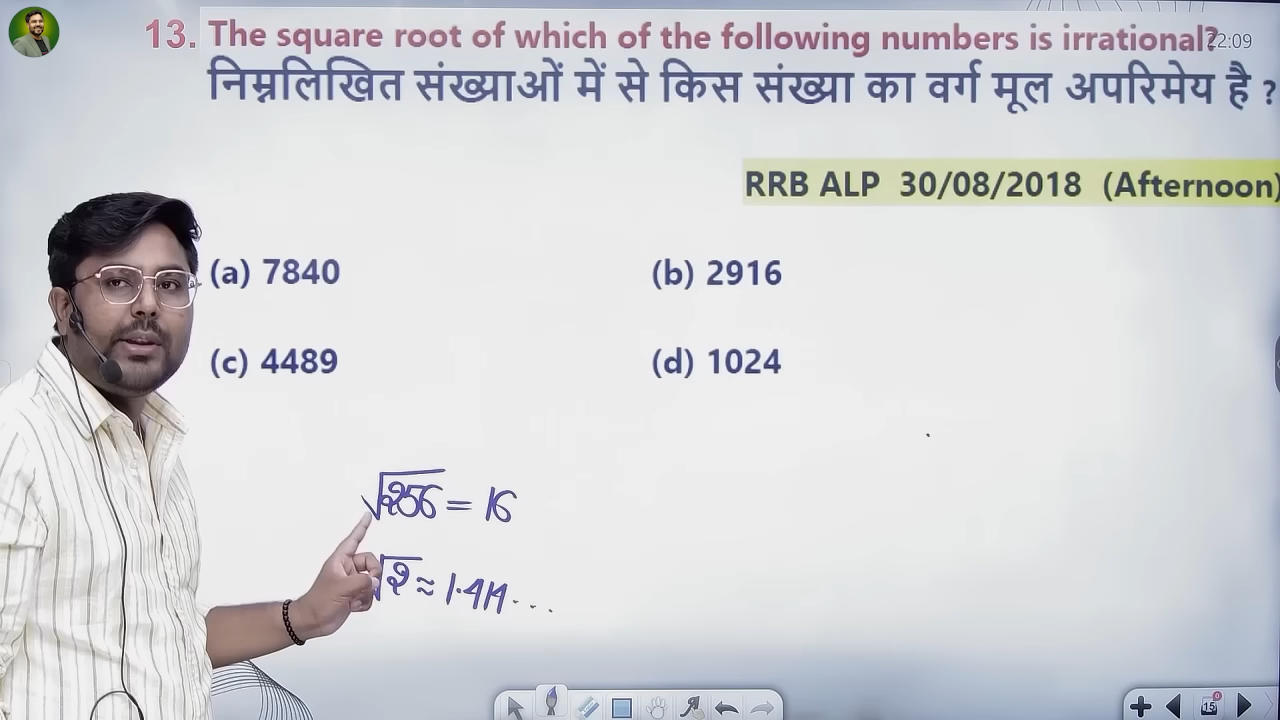 13. The square root of which of the following numbers is irrational?
22:09
निम्नलिखित संख्याओं में से किस संख्या का वर्ग मूल अपरिमेय है ?
RRB ALP 30/08/2018 (Afternoon)
(a) 7840
(b) 2916
(c) 4489
(d) 1024
√256 = 16
√2 ≈ 1.414...
15